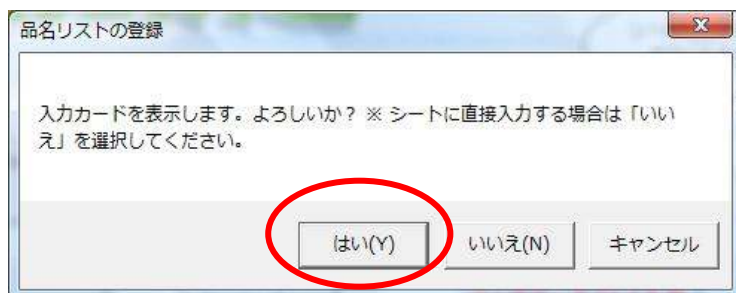 品名リストの登録
入力カードを表示します。よろしいか？ ※ シートに直接入力する場合は「いい
え」を選択してください。
はい(Y) いいえ(N) キャンセル